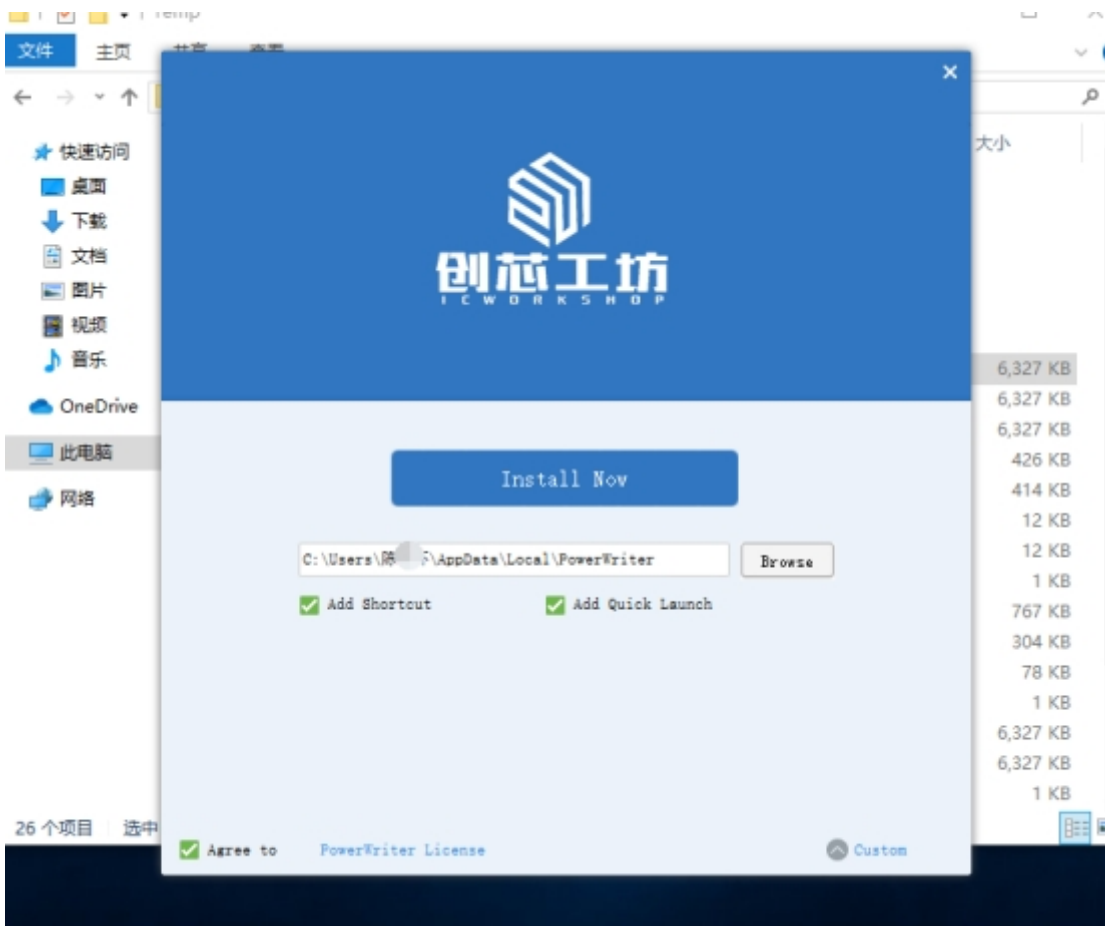 文件 主页
大小
快速访问
桌面
下载
文档
图片
视频
音乐
OneDrive
此电脑
网络
创芯工坊
ICWORKSHOP
Install Now
C:\Users\陈 \AppData\Local\PowerWriter
Browse
Add Shortcut Add Quick Launch
6,327 KB
6,327 KB
6,327 KB
426 KB
414 KB
12 KB
12 KB
1 KB
767 KB
304 KB
78 KB
1 KB
6,327 KB
6,327 KB
1 KB
26 个项目 选中
Agree to PowerWriter License Custom